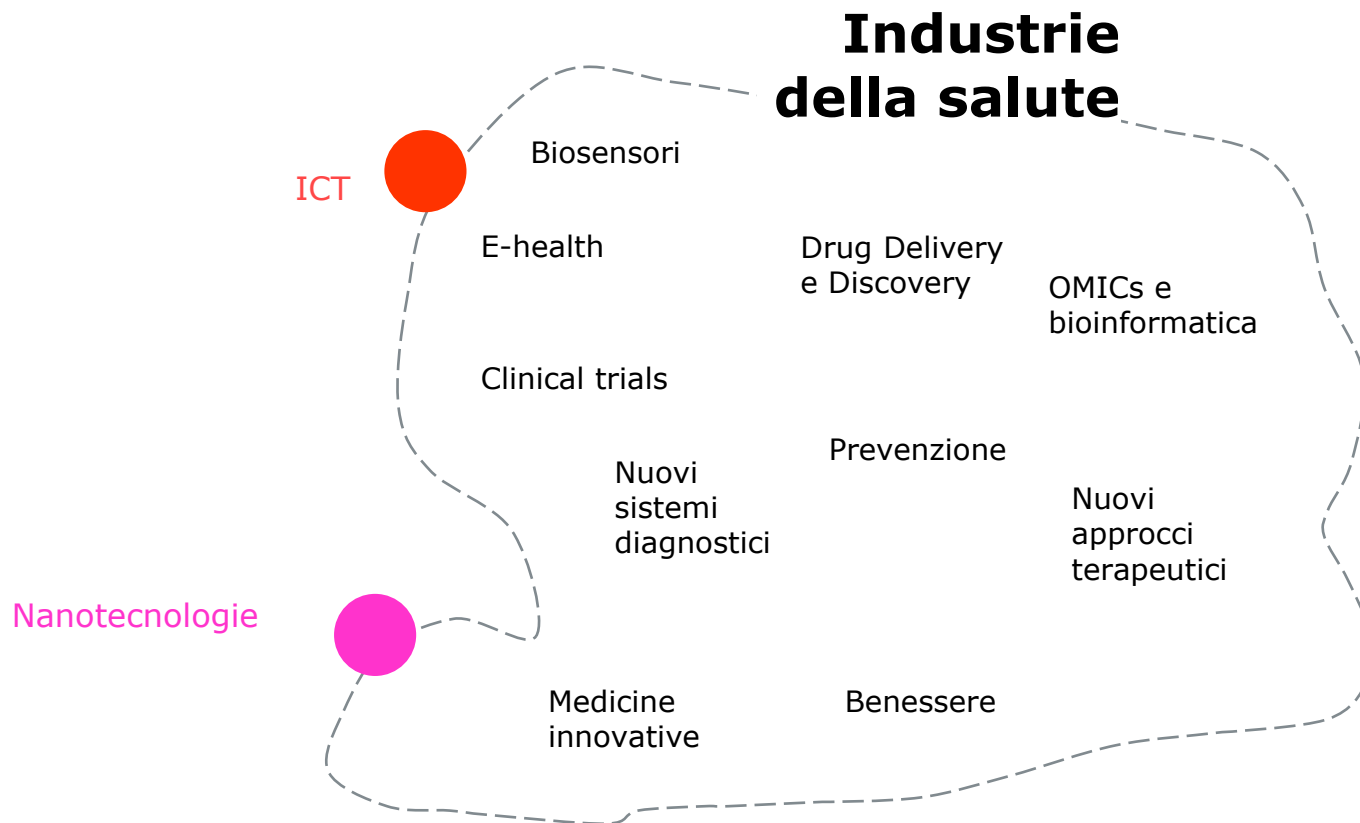 Industrie
della salute
Biosensori
ICT
E-health
Drug Delivery
e Discovery
OMICs e
bioinformatica
Clinical trials
Prevenzione
Nuovi
sistemi
diagnostici
Nuovi
approcci
terapeutici
Nanotecnologie
Medicine
innovative
Benessere